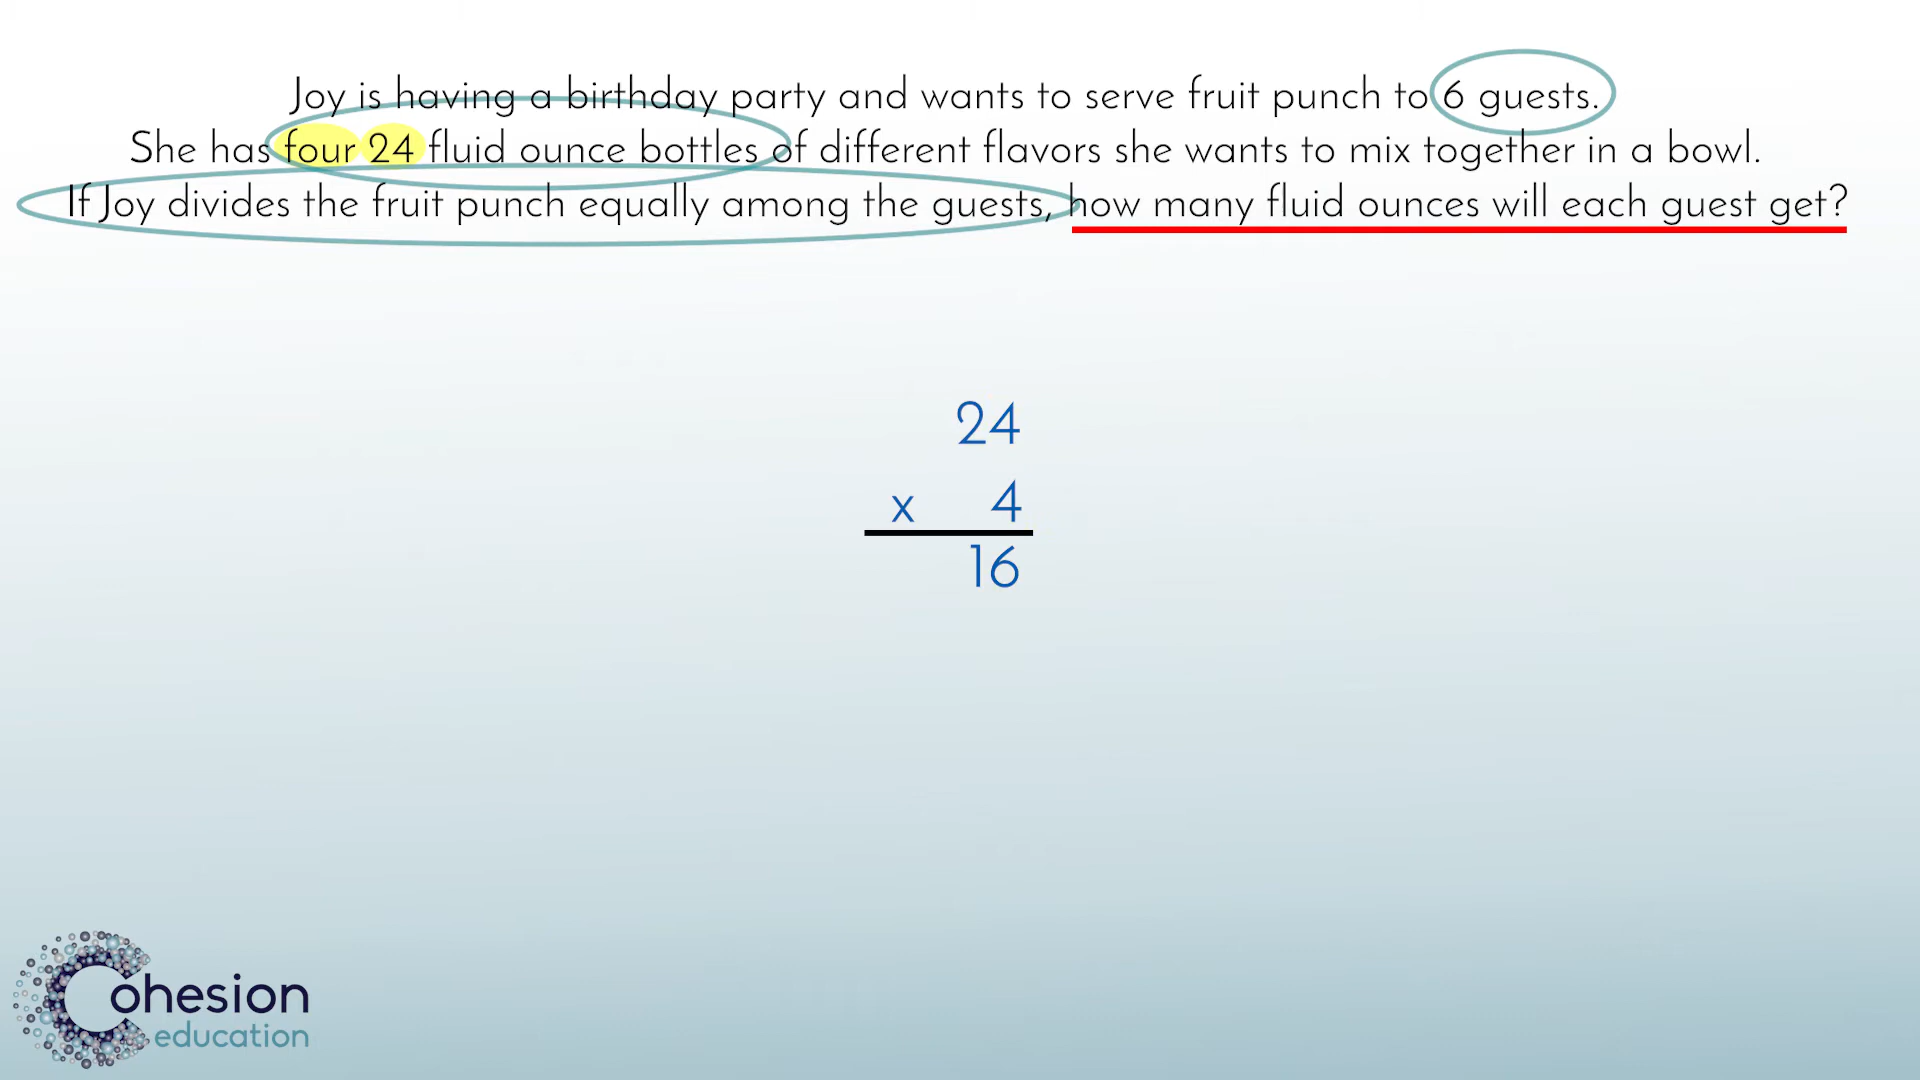 Joy is having a birthday party and wants to serve fruit punch to 6 guests.
She has four 24 fluid ounce bottles of different flavors she wants to mix together in a bowl.
If Joy divides the fruit punch equally among the guests, how many fluid ounces will each guest get?
24
x 4
16
Cohesion
education